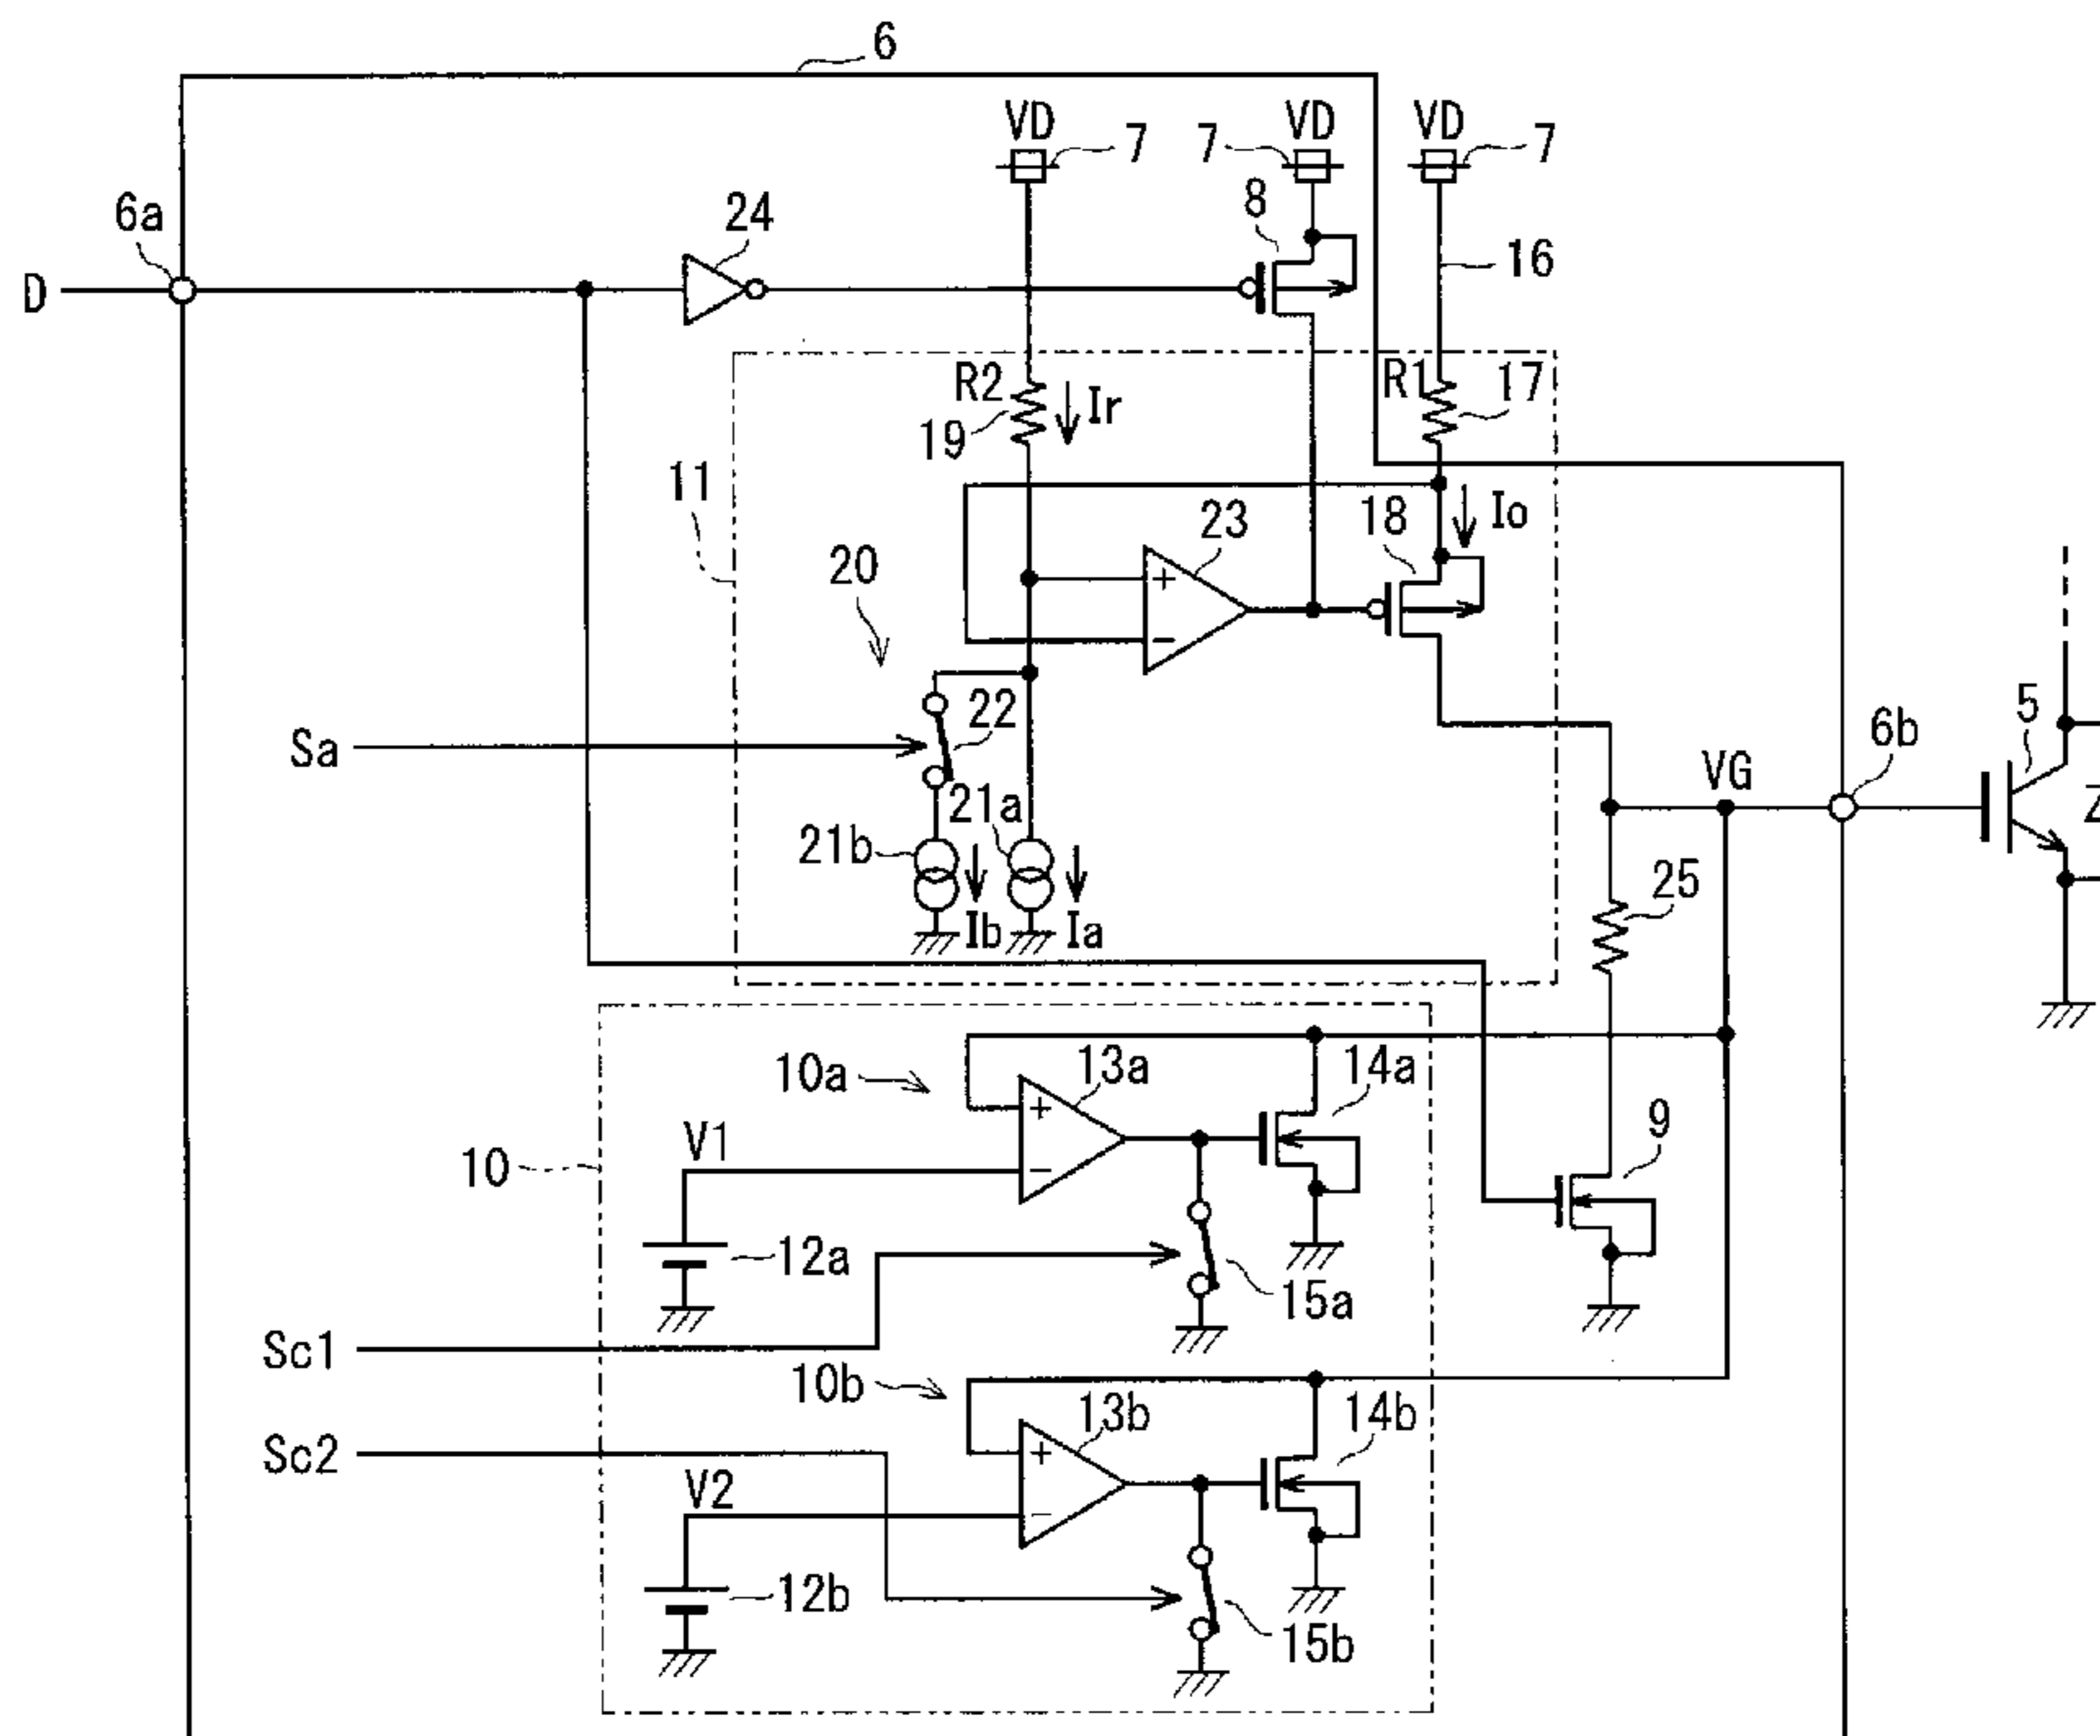 6
VD 7 7 VD VD 7
6a 24 8
D 16
R2 Ir R1 17
19
11 23 18 Io
20
22 5
Sa 6b
21a VG
21b 25
Ib Ia
10a 13a 14a
V1 9
10
12a
15a
Sc1
10b 13b 14b
Sc2
V2
12b
15b
+
−
+
−
+
−